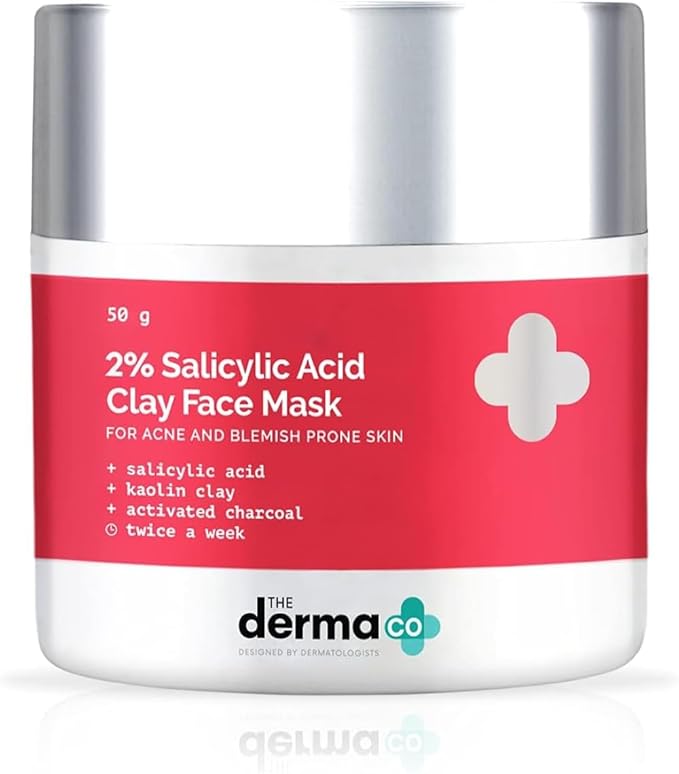 50 g
2% Salicylic Acid
Clay Face Mask
FOR ACNE AND BLEMISH PRONE SKIN
+ salicylic acid
+ kaolin clay
+ activated charcoal
twice a week
THE
derma co
DESIGNED BY DERMATOLOGISTS